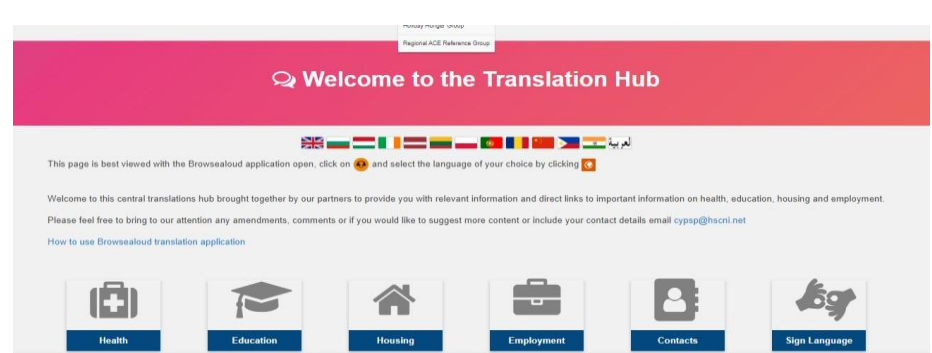 Holiday Hunger Group
Regional ACE Reference Group
Welcome to the Translation Hub
العربية
This page is best viewed with the Browsealoud application open, click on and select the language of your choice by clicking
Welcome to this central translations hub brought together by our partners to provide you with relevant information and direct links to important information on health, education, housing and employment.
Please feel free to bring to our attention any amendments, comments or if you would like to suggest more content or include your contact details email cypsp@hscni.net
How to use Browsealoud translation application
Health Education Housing Employment Contacts Sign Language